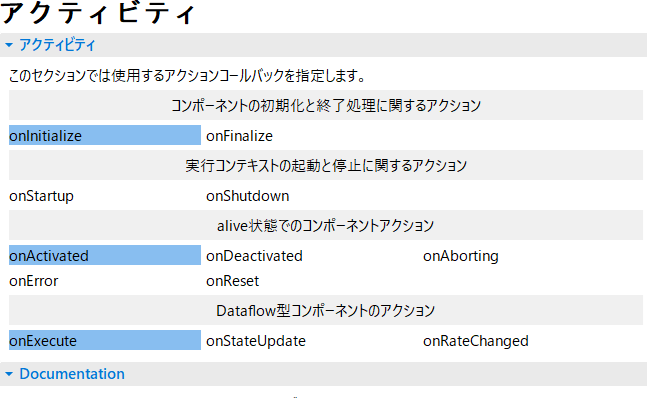 アクティビティ
アクティビティ
このセクションでは使用するアクションコールバックを指定します。
コンポーネントの初期化と終了処理に関するアクション
onInitialize onFinalize
実行コンテキストの起動と停止に関するアクション
onStartup onShutdown
alive状態でのコンポーネントアクション
onActivated onDeactivated onAborting
onError onReset
Dataflow型コンポーネントのアクション
onExecute onStateUpdate onRateChanged
Documentation